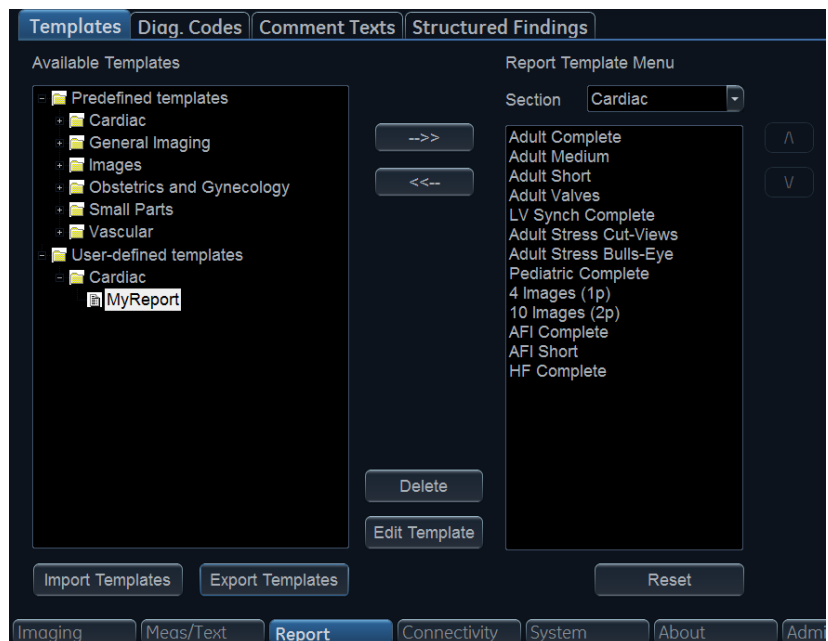 Templates Diag. Codes Comment Texts Structured Findings
Available Templates
Predefined templates
Cardiac
General Imaging
Images
Obstetrics and Gynecology
Small Parts
Vascular
User-defined templates
Cardiac
MyReport
-->>
<<--
Report Template Menu
Section Cardiac
Adult Complete
Adult Medium
Adult Short
Adult Valves
LV Synch Complete
Adult Stress Cut-Views
Adult Stress Bulls-Eye
Pediatric Complete
4 Images (1p)
10 Images (2p)
AFI Complete
AFI Short
HF Complete
/\
\/
Delete
Edit Template
Import Templates Export Templates Reset
Imaging Meas/Text Report Connectivity System About Admi